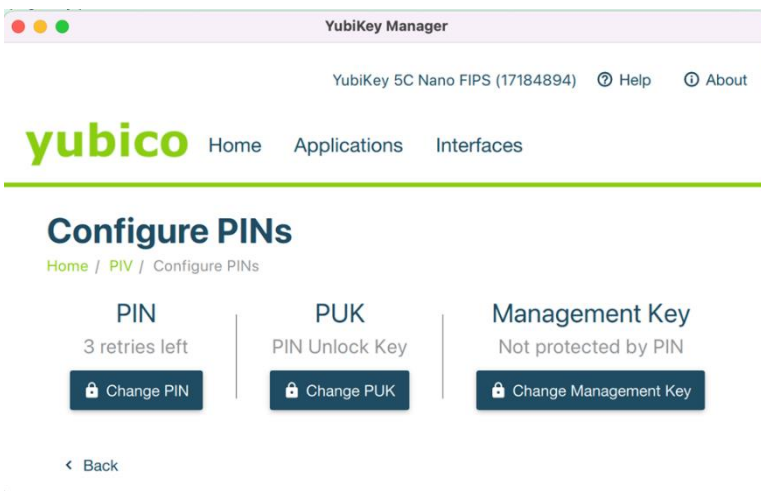 YubiKey Manager
YubiKey 5C Nano FIPS (17184894) Help About
yubico Home Applications Interfaces
Configure PINs
Home / PIV / Configure PINs
PIN PUK Management Key
3 retries left PIN Unlock Key Not protected by PIN
Change PIN Change PUK Change Management Key
Back